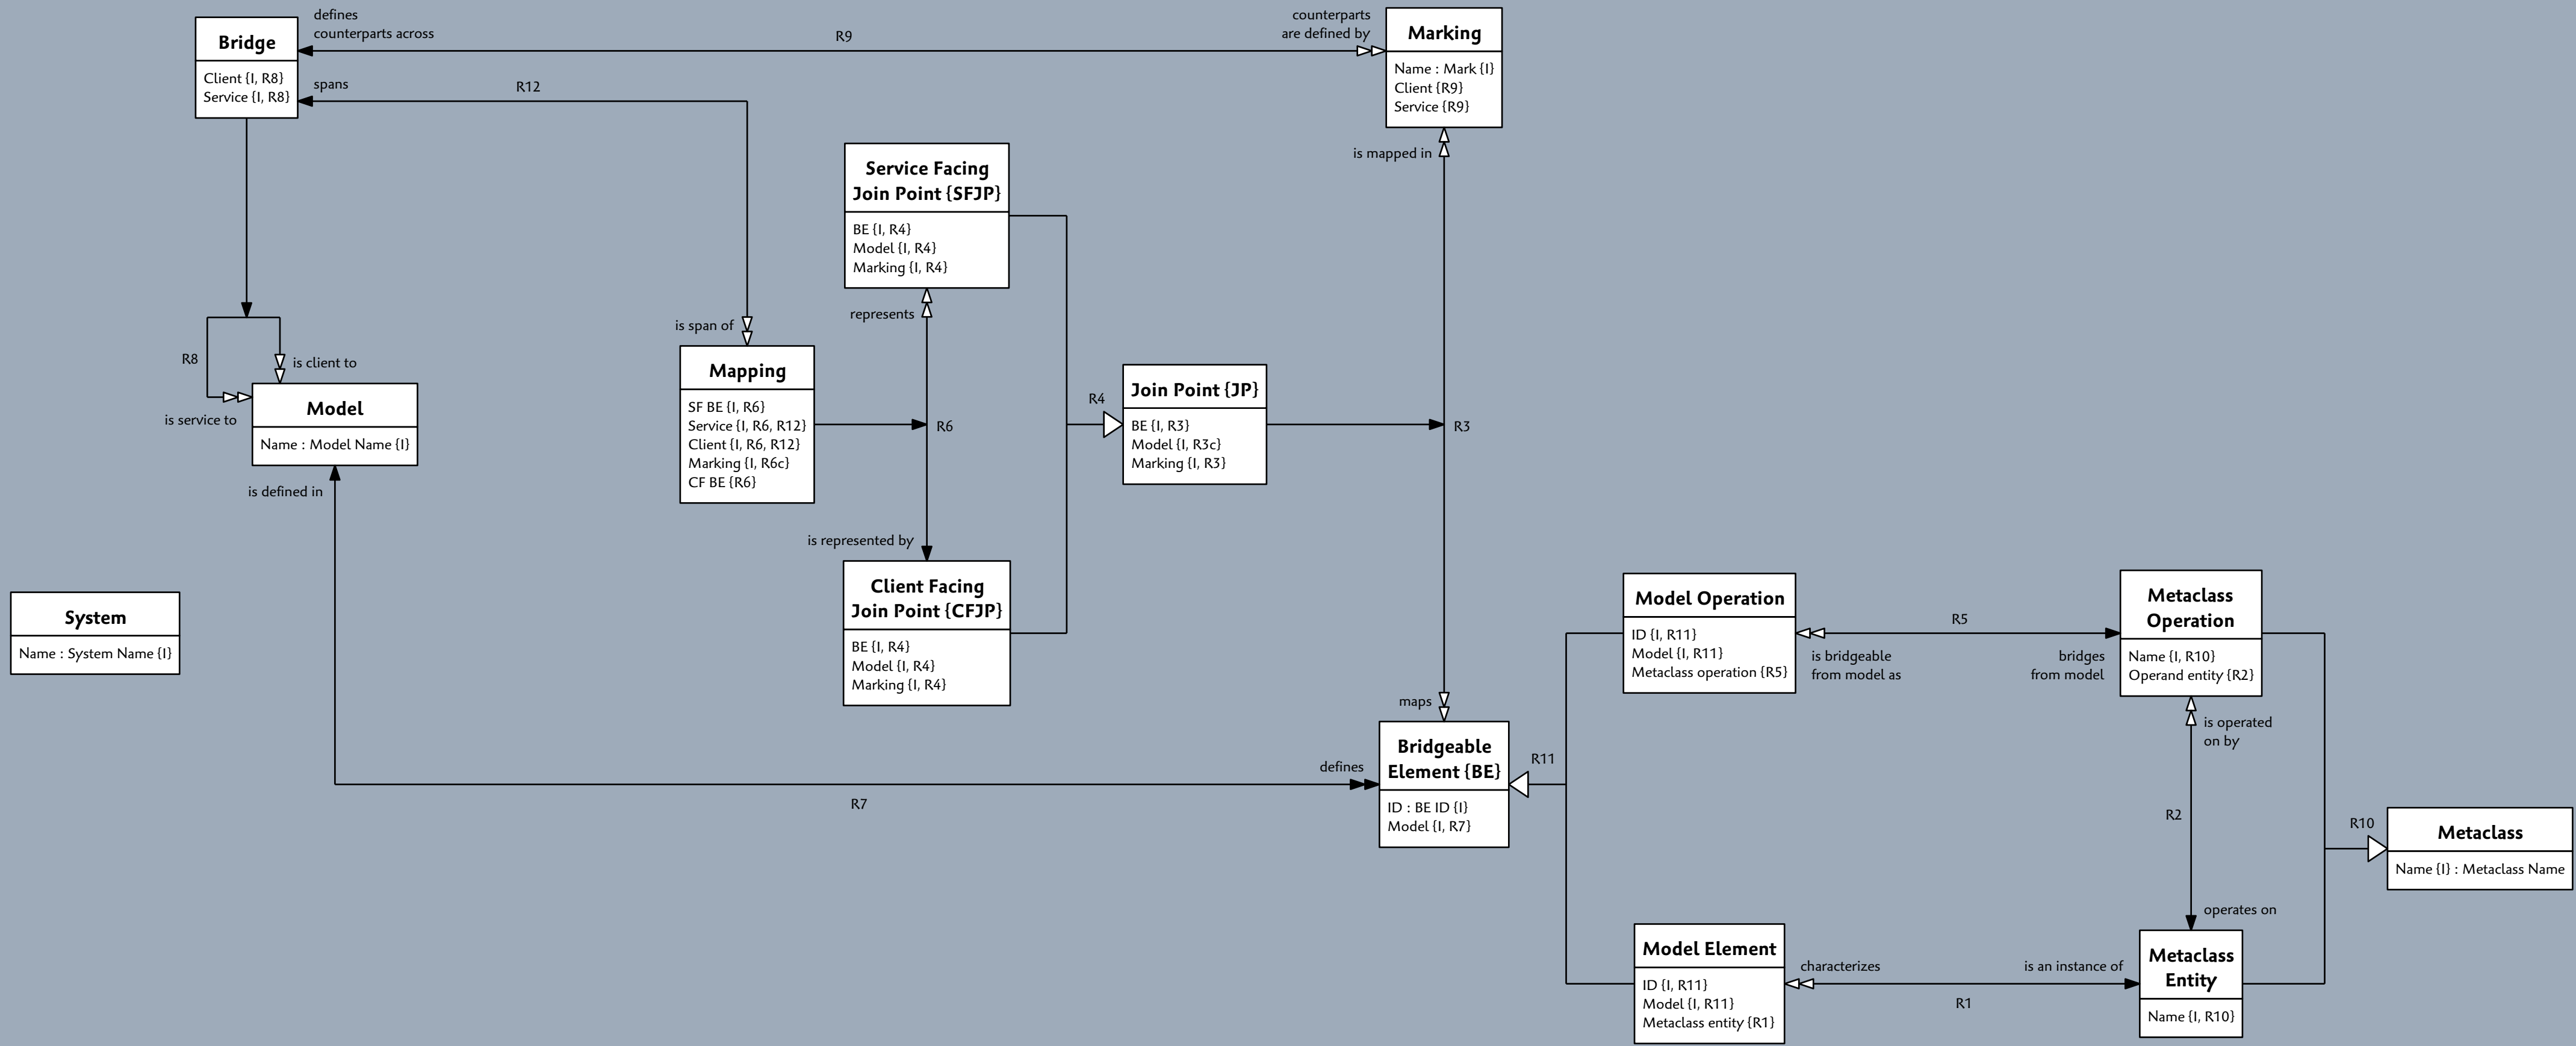 Bridge
Client {I, R8}
Service {I, R8}
defines
counterparts across
R9
counterparts
are defined by
Marking
Name : Mark {I}
Client {R9}
Service {R9}
spans
R12
is mapped in
Service Facing
Join Point {SFJP}
BE {I, R4}
Model {I, R4}
Marking {I, R4}
represents
is span of
R8
is client to
is service to
Model
Name : Model Name {I}
is defined in
Mapping
SF BE {I, R6}
Service {I, R6, R12}
Client {I, R6, R12}
Marking {I, R6c}
CF BE {R6}
R6
R4
Join Point {JP}
BE {I, R3}
Model {I, R3c}
Marking {I, R3}
R3
is represented by
Client Facing
Join Point {CFJP}
BE {I, R4}
Model {I, R4}
Marking {I, R4}
System
Name : System Name {I}
maps
defines
R7
Bridgeable
Element {BE}
ID : BE ID {I}
Model {I, R7}
R11
Model Operation
ID {I, R11}
Model {I, R11}
Metaclass operation {R5}
R5
is bridgeable
from model as
bridges
from model
Metaclass
Operation
Name {I, R10}
Operand entity {R2}
is operated
on by
R2
operates on
R10
Metaclass
Name {I} : Metaclass Name
Model Element
ID {I, R11}
Model {I, R11}
Metaclass entity {R1}
characterizes
is an instance of
R1
Metaclass
Entity
Name {I, R10}